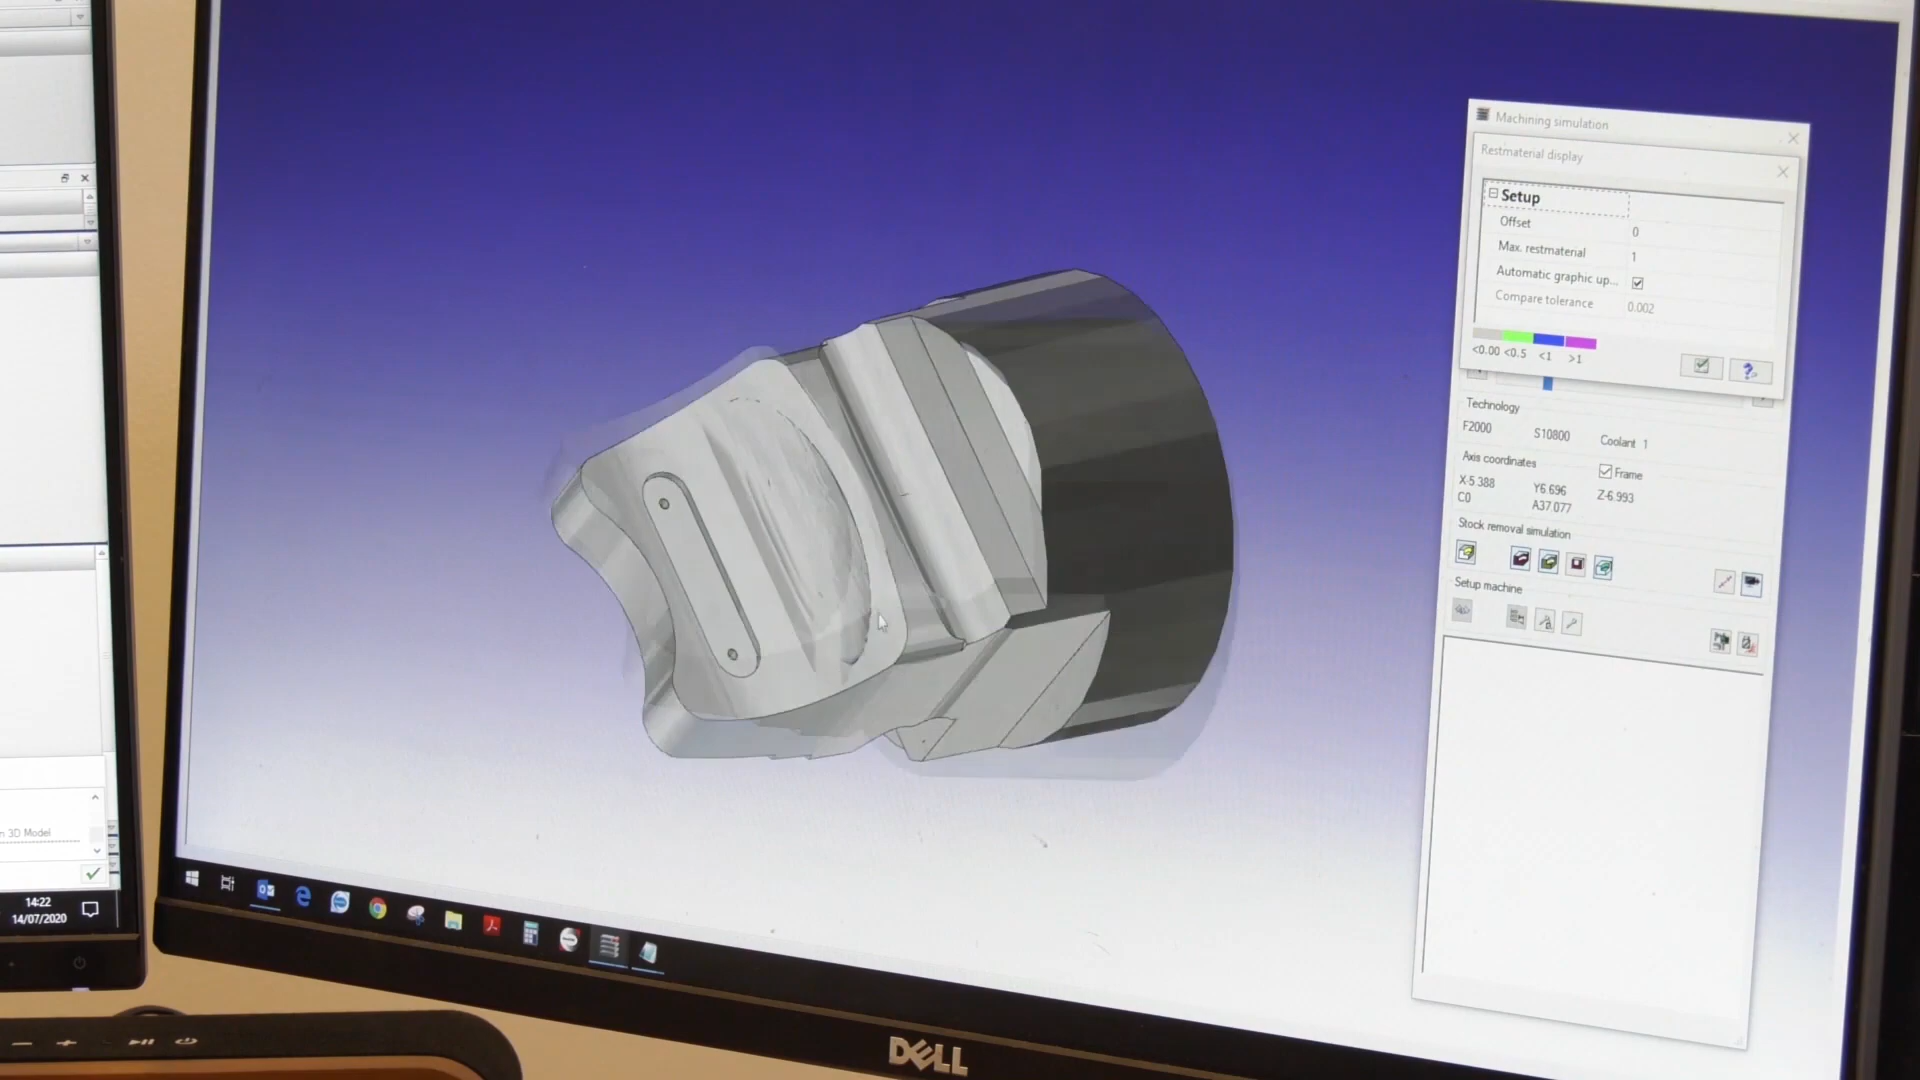 Machining simulation
Restmaterial display
Setup
Offset 0
Max. restmaterial 1
Automatic graphic up...
Compare tolerance 0.002
<0.00 <0.5 <1 >1
Technology
F2000 S10800 Coolant 1
Axis coordinates Frame
X-5.388 Y6.696 Z-6.993
C0 A37.077
Stock removal simulation
Setup machine
n 3D Model
14:22
14/07/2020
DELL